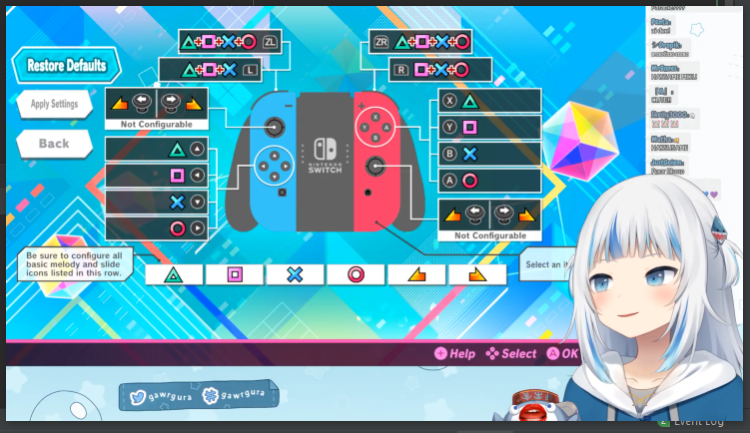 Restore Defaults
Apply Settings
Back
ZL
L
ZR
R
Not Configurable
NINTENDO
SWITCH
X
Y
B
A
X
Y
A
B
Not Configurable
Be sure to configure all
basic melody and slide
icons listed in this row.
Select an it
Help
Select
A OK
gawrgura
gawrgura
Event Log